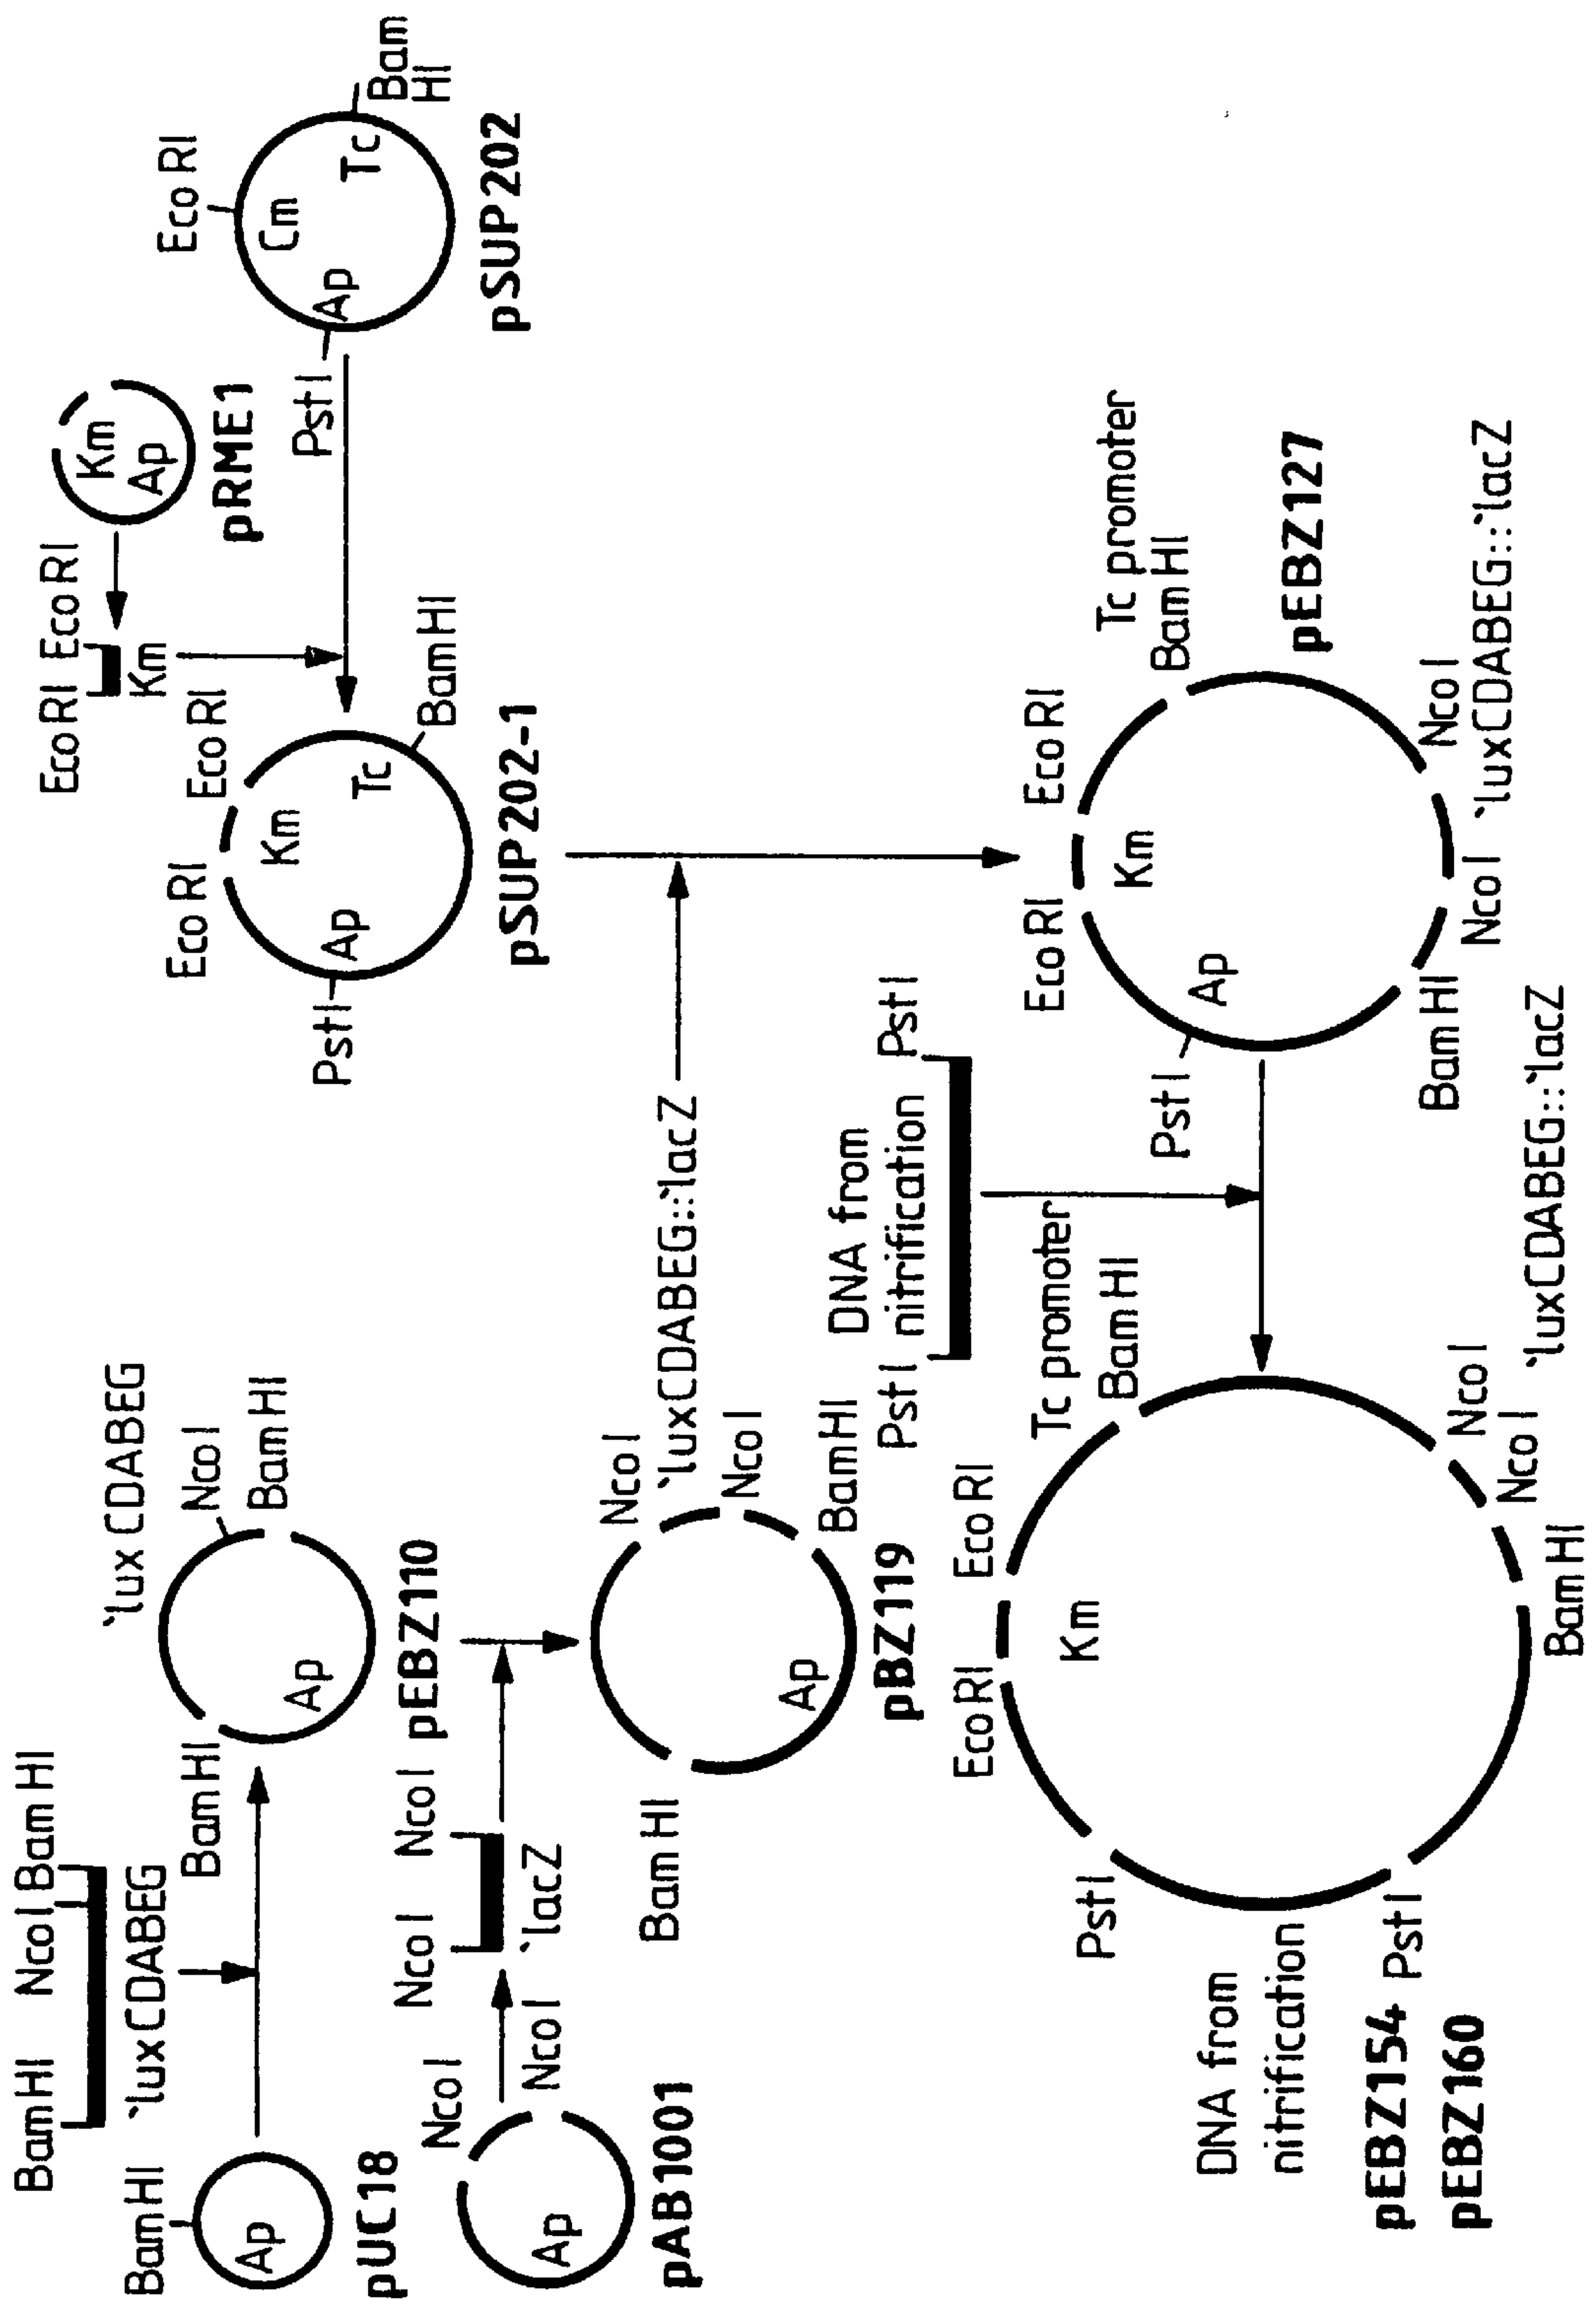 BamHI NcoI BamHI
`luxCDABEG
BamHI
Ap
pUC18
BamHI
`lux CDABEG
NcoI
BamHI
Ap
pEBZ110
NcoI
NcoI
Ap
pAB1001
NcoI NcoI
`lacZ
BamHI
NcoI
`luxCDABEG::`lacZ
NcoI
BamHI
Ap
pBZ119
EcoRI EcoRI
Km
Km
Ap
pRME1
EcoRI
Cm
Ap
Tc
PstI
Bam
HI
pSUP202
EcoRI
EcoRI
Km
Ap
Tc
PstI
BamHI
pSUP202-1
EcoRI
EcoRI
Km
Tc promoter
BamHI
Ap
PstI
BamHI
NcoI
NcoI
`luxCDABEG::`lacZ
pEBZ127
PstI
DNA from
nitrification
PstI
EcoRI
EcoRI
Km
Tc promoter
BamHI
PstI
DNA from
nitrification
PstI
BamHI
NcoI
NcoI
`luxCDABEG::`lacZ
pEBZ154
pEBZ160